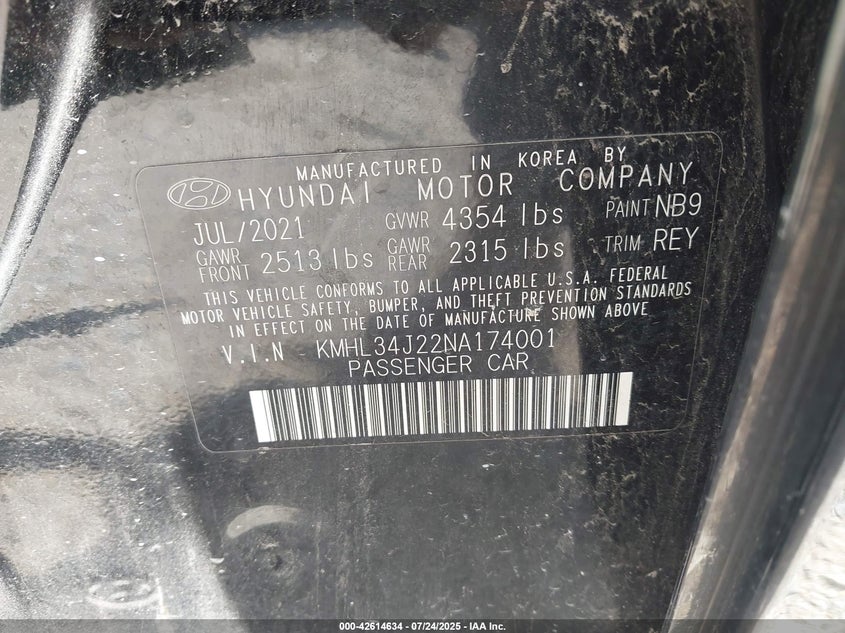 MANUFACTURED IN KOREA BY
HYUNDAI MOTOR COMPANY
JUL/2021 GVWR 4354 lbs PAINT NB9
GAWR FRONT 2513 lbs GAWR REAR 2315 lbs TRIM REY
THIS VEHICLE CONFORMS TO ALL APPLICABLE U.S.A. FEDERAL
MOTOR VEHICLE SAFETY, BUMPER, AND THEFT PREVENTION STANDARDS
IN EFFECT ON THE DATE OF MANUFACTURE SHOWN ABOVE
V.I.N KMHL34J22NA174001
PASSENGER CAR
000-42614634 - 07/24/2025 - IAA Inc.